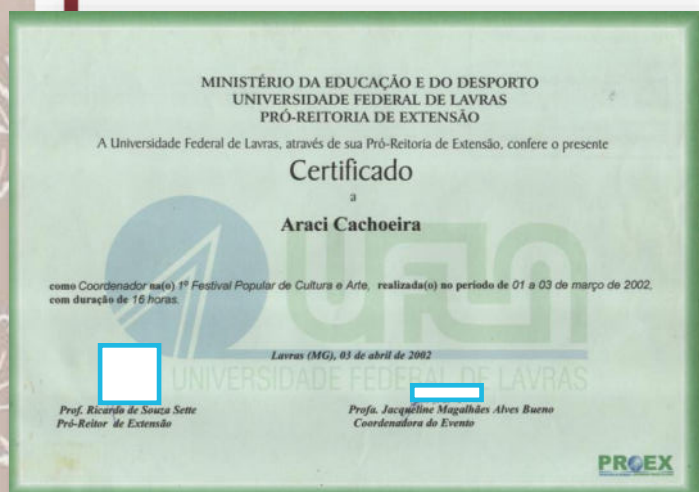 MINISTÉRIO DA EDUCAÇÃO E DO DESPORTO
UNIVERSIDADE FEDERAL DE LAVRAS
PRÓ-REITORIA DE EXTENSÃO
A Universidade Federal de Lavras, através de sua Pró-Reitoria de Extensão, confere o presente
Certificado
a
Araci Cachoeira
como Coordenador na(o) 1º Festival Popular de Cultura e Arte, realizada(o) no período de 01 a 03 de março de 2002,
com duração de 16 horas.
Lavras (MG), 03 de abril de 2002
UFLA
UNIVERSIDADE FEDERAL DE LAVRAS
Prof. Ricardo de Souza Sette
Pró-Reitor de Extensão
Profa. Jacqueline Magalhães Alves Bueno
Coordenadora do Evento
PROEX